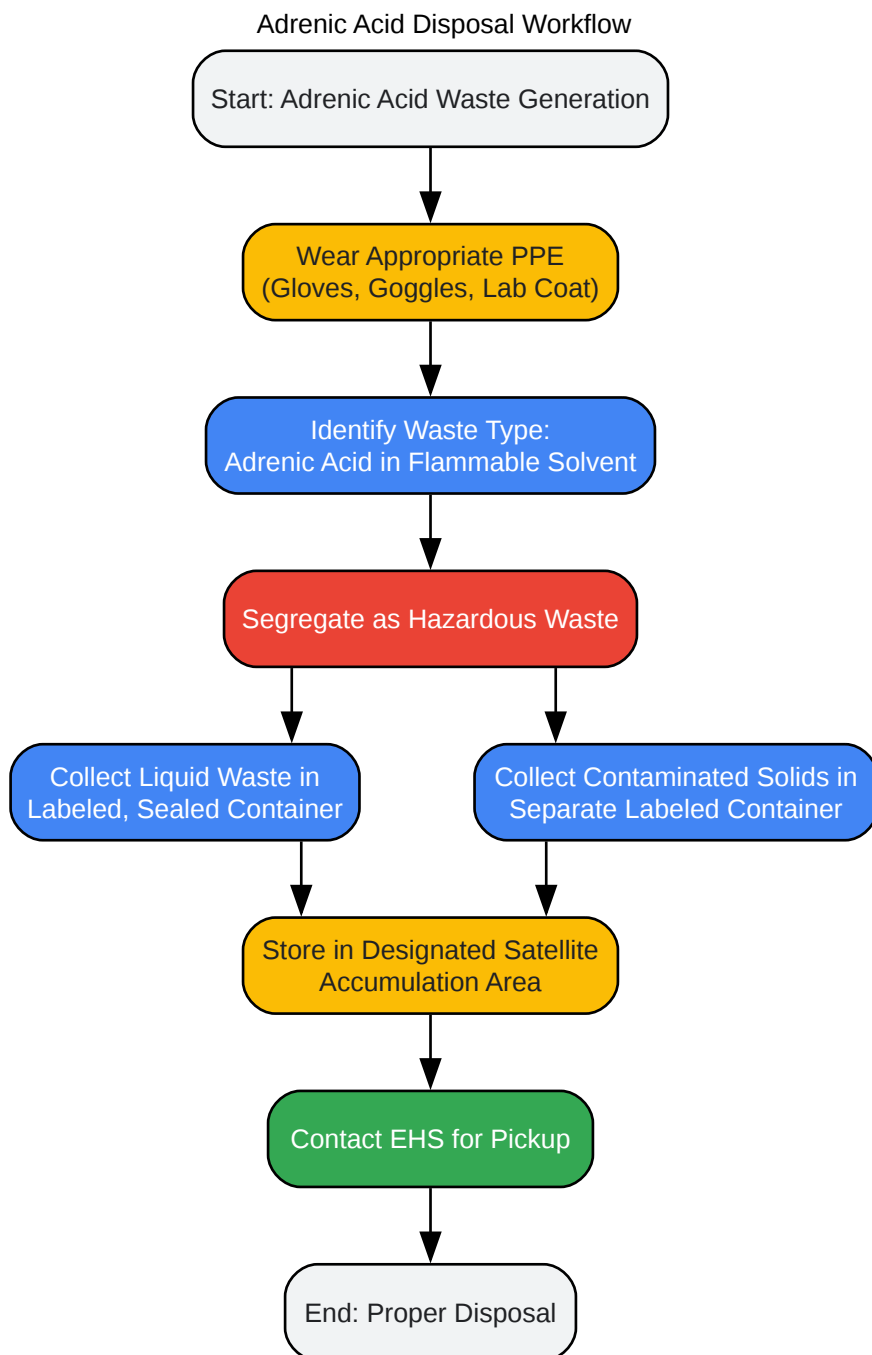 Adrenic Acid Disposal Workflow
Start: Adrenic Acid Waste Generation
Wear Appropriate PPE
(Gloves, Goggles, Lab Coat)
Identify Waste Type:
Adrenic Acid in Flammable Solvent
Segregate as Hazardous Waste
Collect Liquid Waste in
Labeled, Sealed Container
Collect Contaminated Solids in
Separate Labeled Container
Store in Designated Satellite
Accumulation Area
Contact EHS for Pickup
End: Proper Disposal